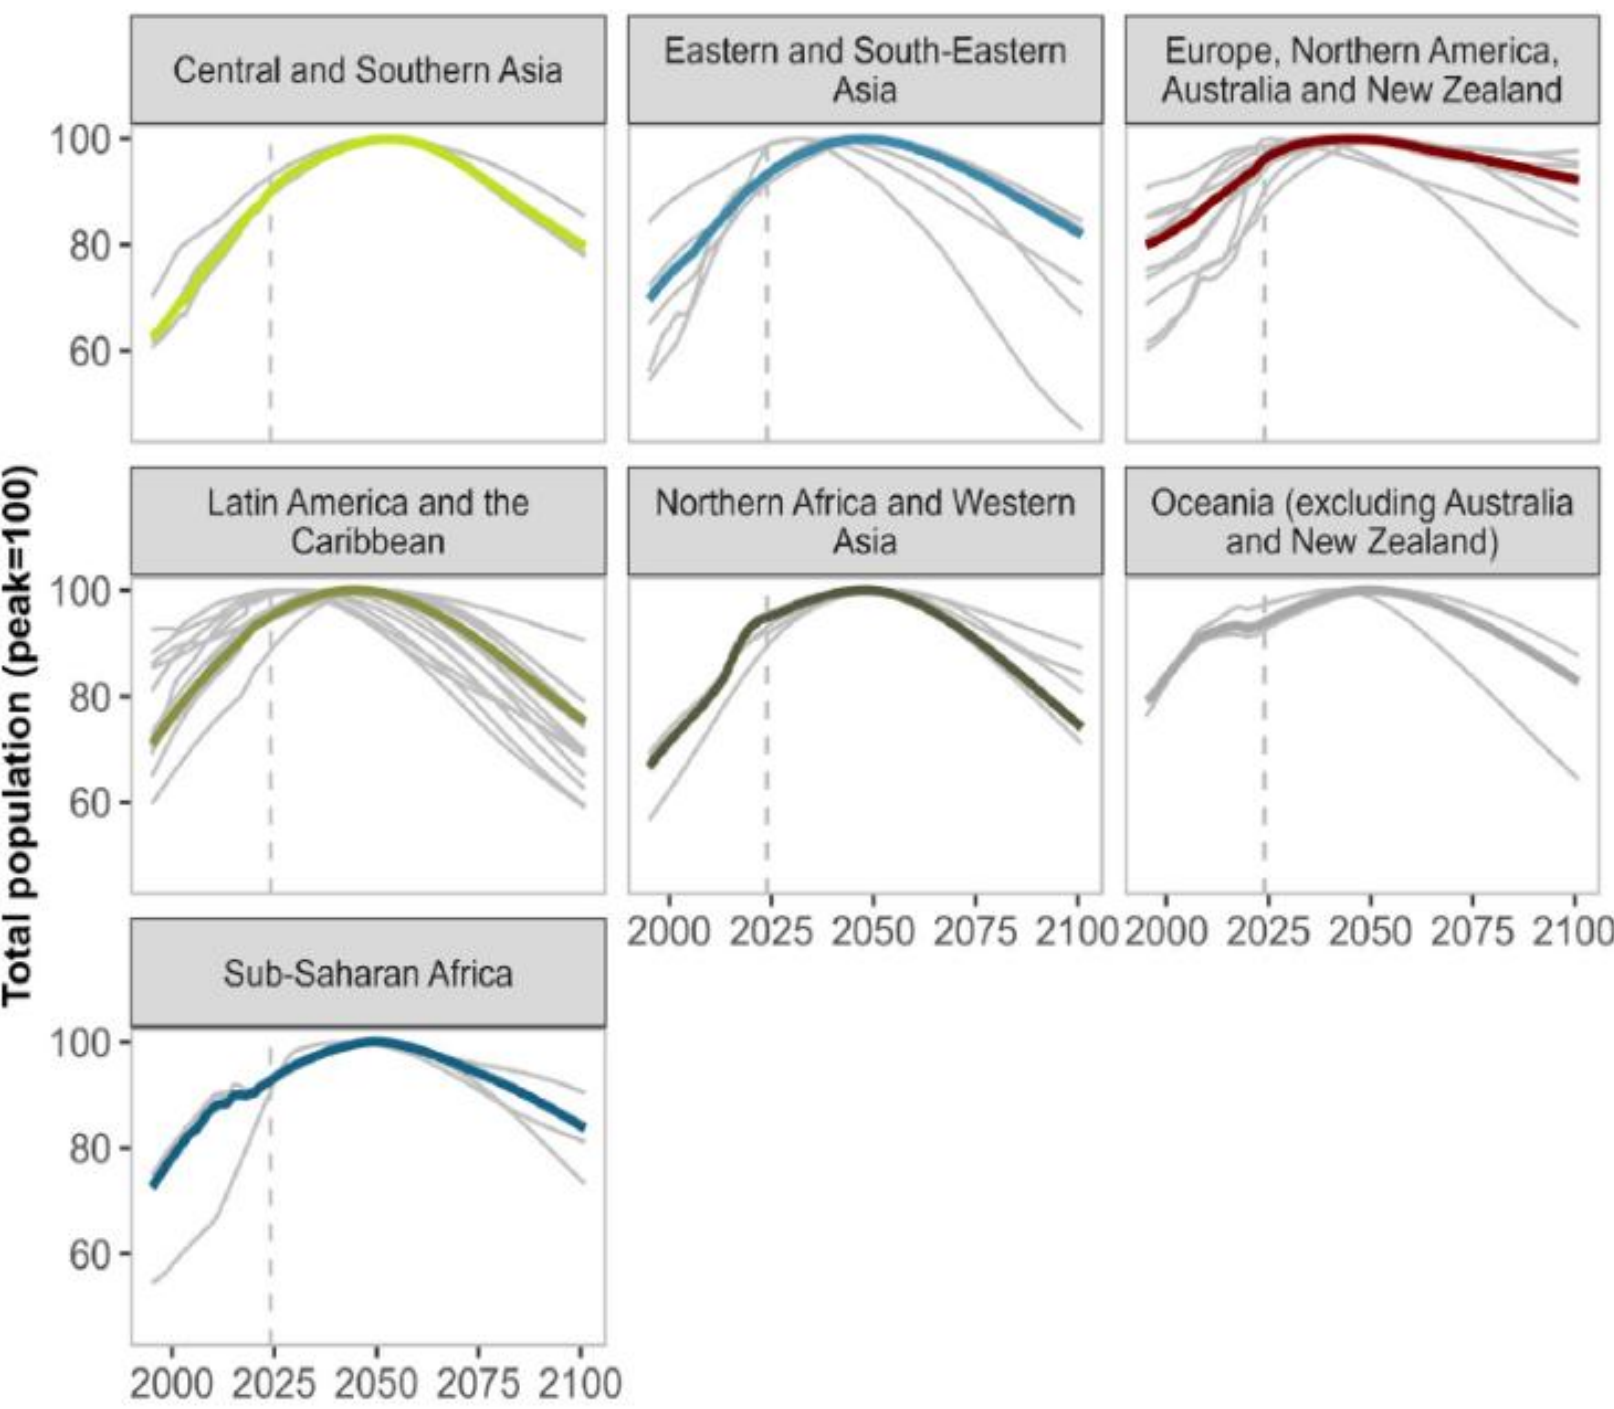 Central and Southern Asia
Eastern and South-Eastern
Asia
Europe, Northern America,
Australia and New Zealand
100
80
60
Total population (peak=100)
Latin America and the
Caribbean
Northern Africa and Western
Asia
Oceania (excluding Australia
and New Zealand)
100
80
60
2000 2025 2050 2075 2100
2000 2025 2050 2075 2100
Sub-Saharan Africa
100
80
60
2000 2025 2050 2075 2100